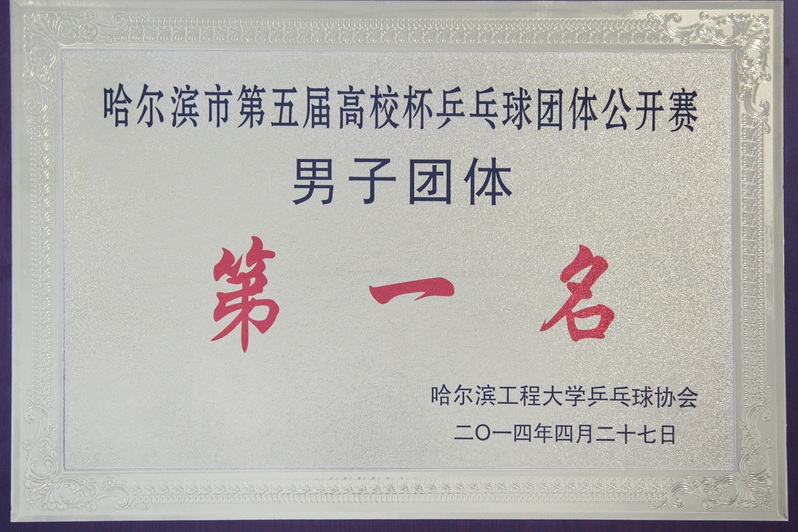 哈尔滨市第五届高校杯乒乓球团体公开赛
男子团体
第一名
哈尔滨工程大学乒乓球协会
二〇一四年四月二十七日